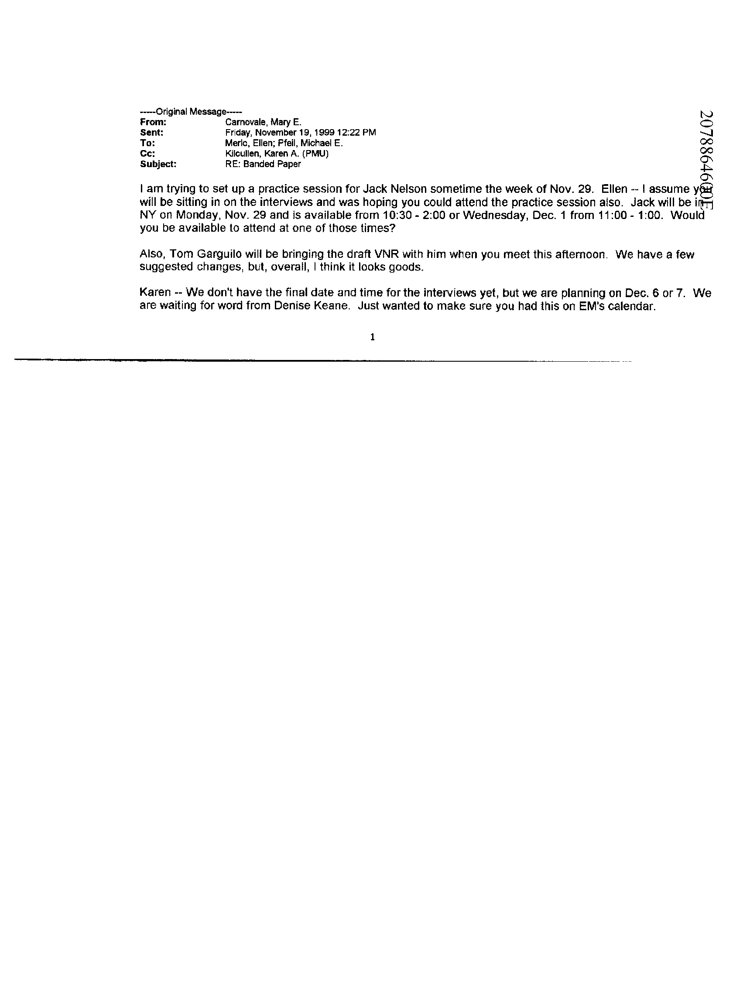 -----Original Message-----
From: Carnovale, Mary E.
Sent: Friday, November 19, 1999 12:22 PM
To: Merlo, Ellen; Pfeil, Michael E.
Cc: Kilcullen, Karen A. (PMU)
Subject: RE: Banded Paper
I am trying to set up a practice session for Jack Nelson sometime the week of Nov. 29. Ellen -- I assume you
will be sitting in on the interviews and was hoping you could attend the practice session also. Jack will be in
NY on Monday, Nov. 29 and is available from 10:30 - 2:00 or Wednesday, Dec. 1 from 11:00 - 1:00. Would
you be available to attend at one of those times?
Also, Tom Garguilo will be bringing the draft VNR with him when you meet this afternoon. We have a few
suggested changes, but, overall, I think it looks goods.
Karen -- We don't have the final date and time for the interviews yet, but we are planning on Dec. 6 or 7. We
are waiting for word from Denise Keane. Just wanted to make sure you had this on EM's calendar.
1